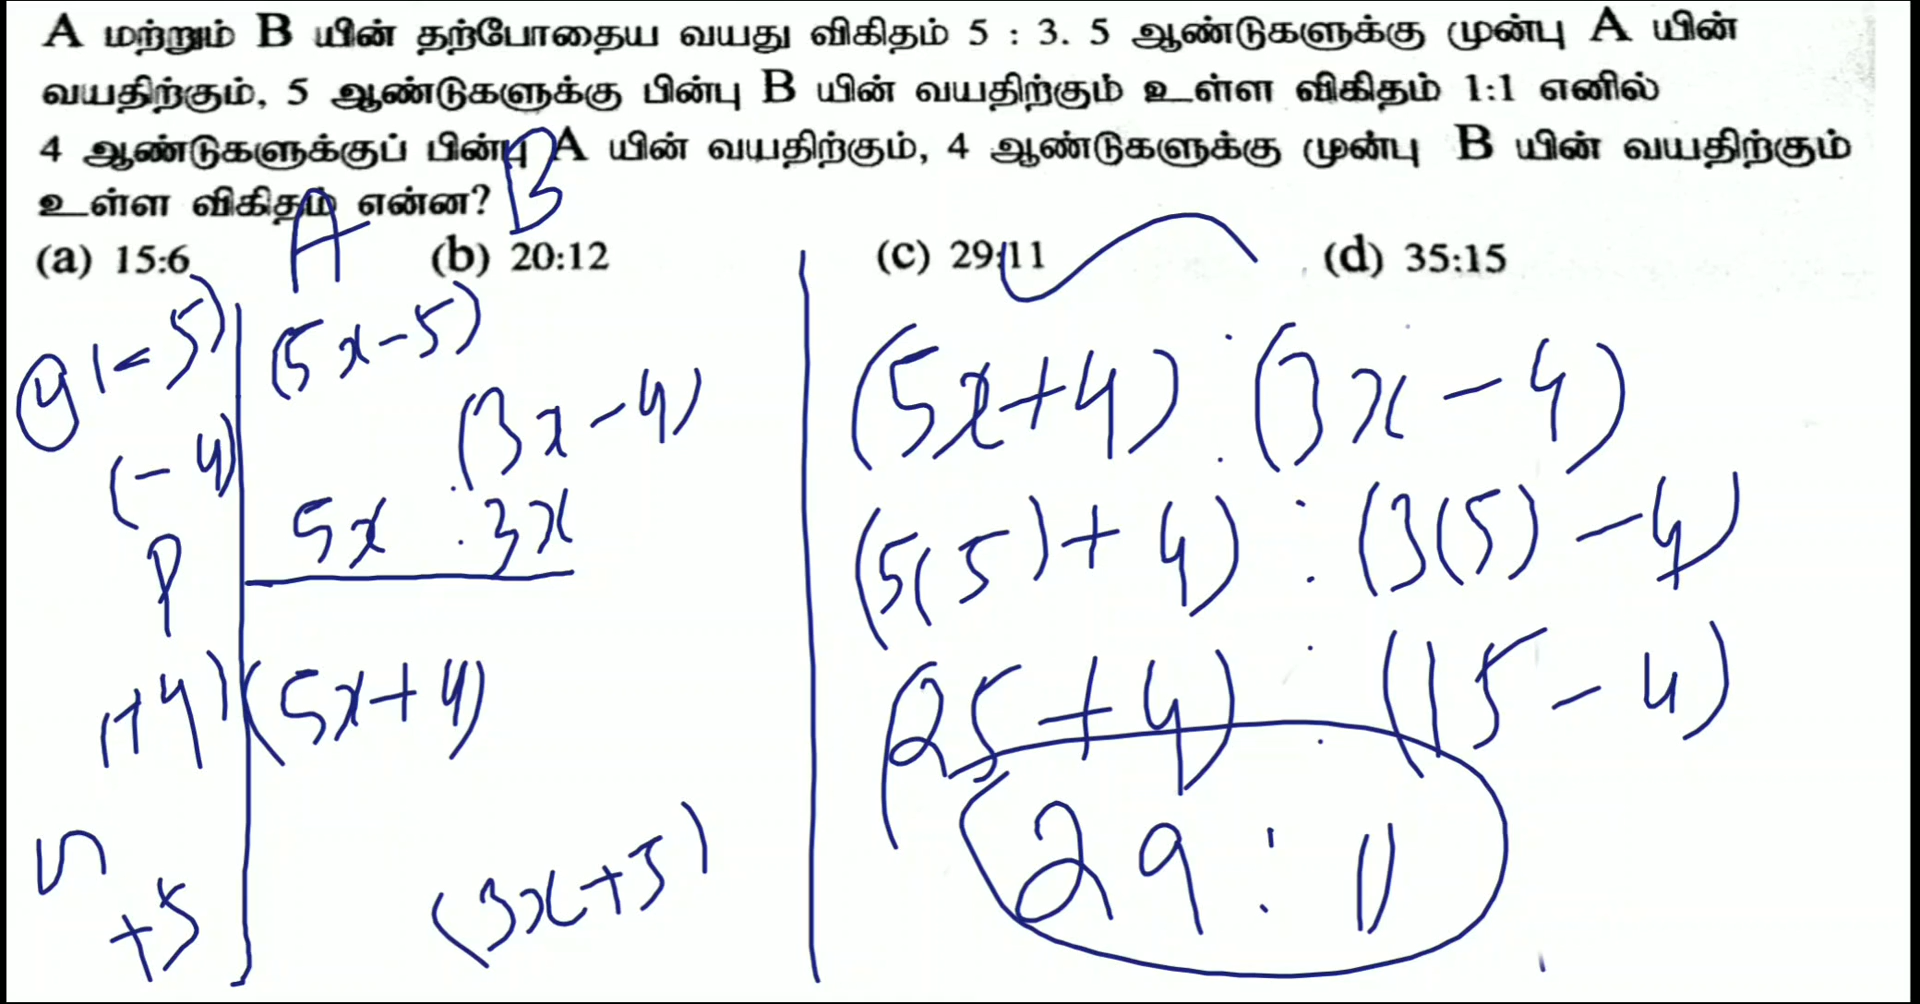 A மற்றும் B யின் தற்போதைய வயது விகிதம் 5 : 3. 5 ஆண்டுகளுக்கு முன்பு A யின்
வயதிற்கும், 5 ஆண்டுகளுக்கு பின்பு B யின் வயதிற்கும் உள்ள விகிதம் 1:1 எனில்
4 ஆண்டுகளுக்குப் பின்பு A யின் வயதிற்கும், 4 ஆண்டுகளுக்கு முன்பு B யின் வயதிற்கும்
உள்ள விகிதம் என்ன?
(a) 15:6 (b) 20:12 (c) 29:11 (d) 35:15
A B
(5x-5)
(3x-4)
(-4)
5x : 3x
P
(+4) (5x+4)
+5 (3x+5)
(5x+4) : (3x-4)
(5(5)+4) : (3(5)-4)
(25+4) : (15-4)
29 : 11